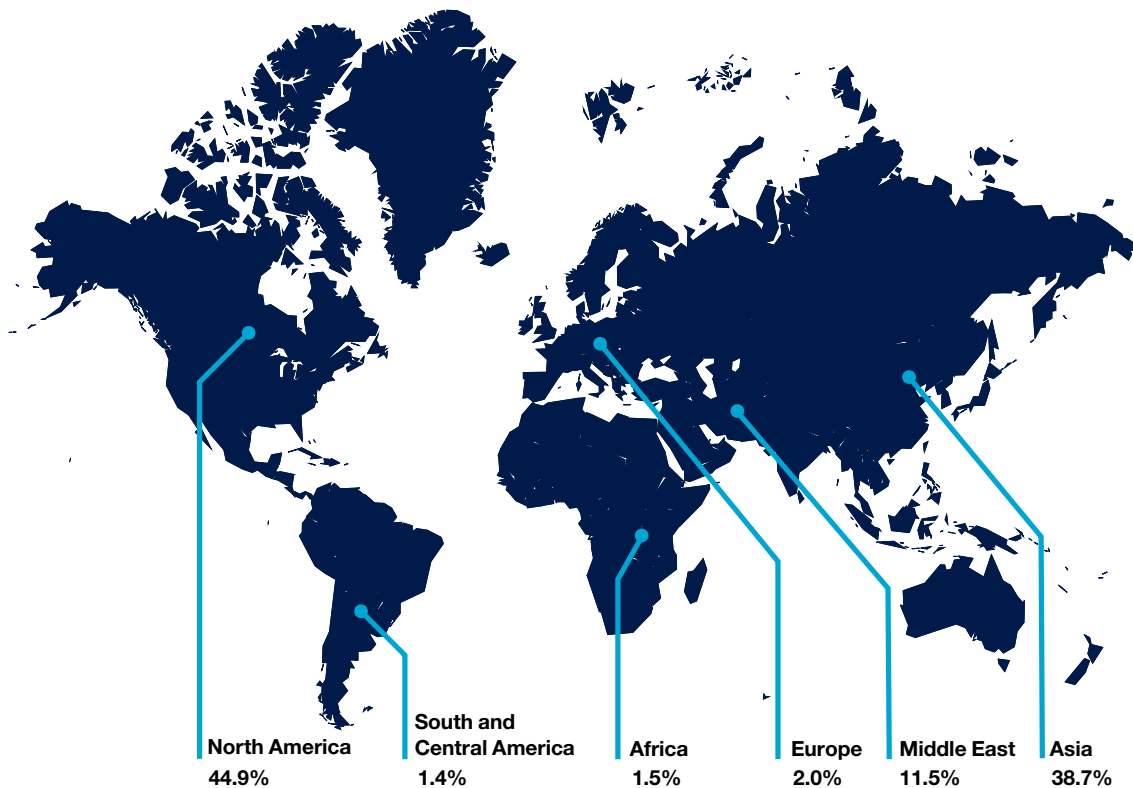 North America
44.9%
South and
Central America
1.4%
Africa
1.5%
Europe
2.0%
Middle East
11.5%
Asia
38.7%